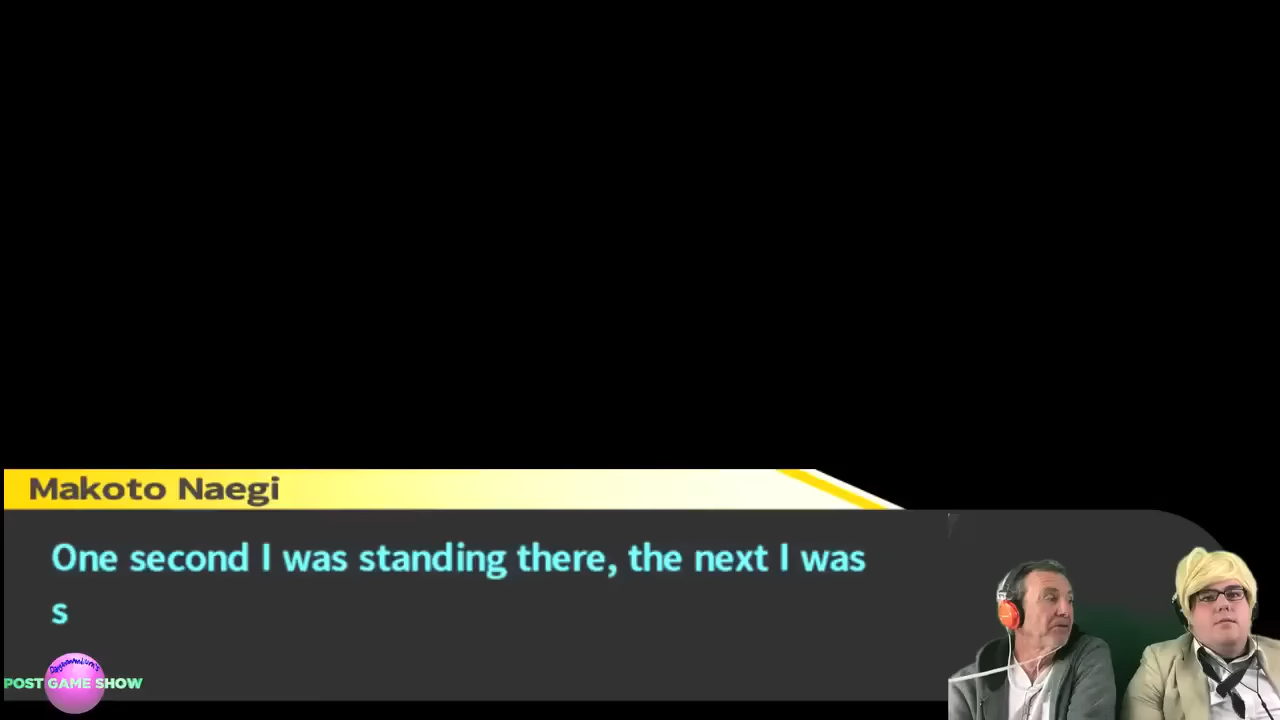 Makoto Naegi
One second I was standing there, the next I was
s
POST GAME SHOW